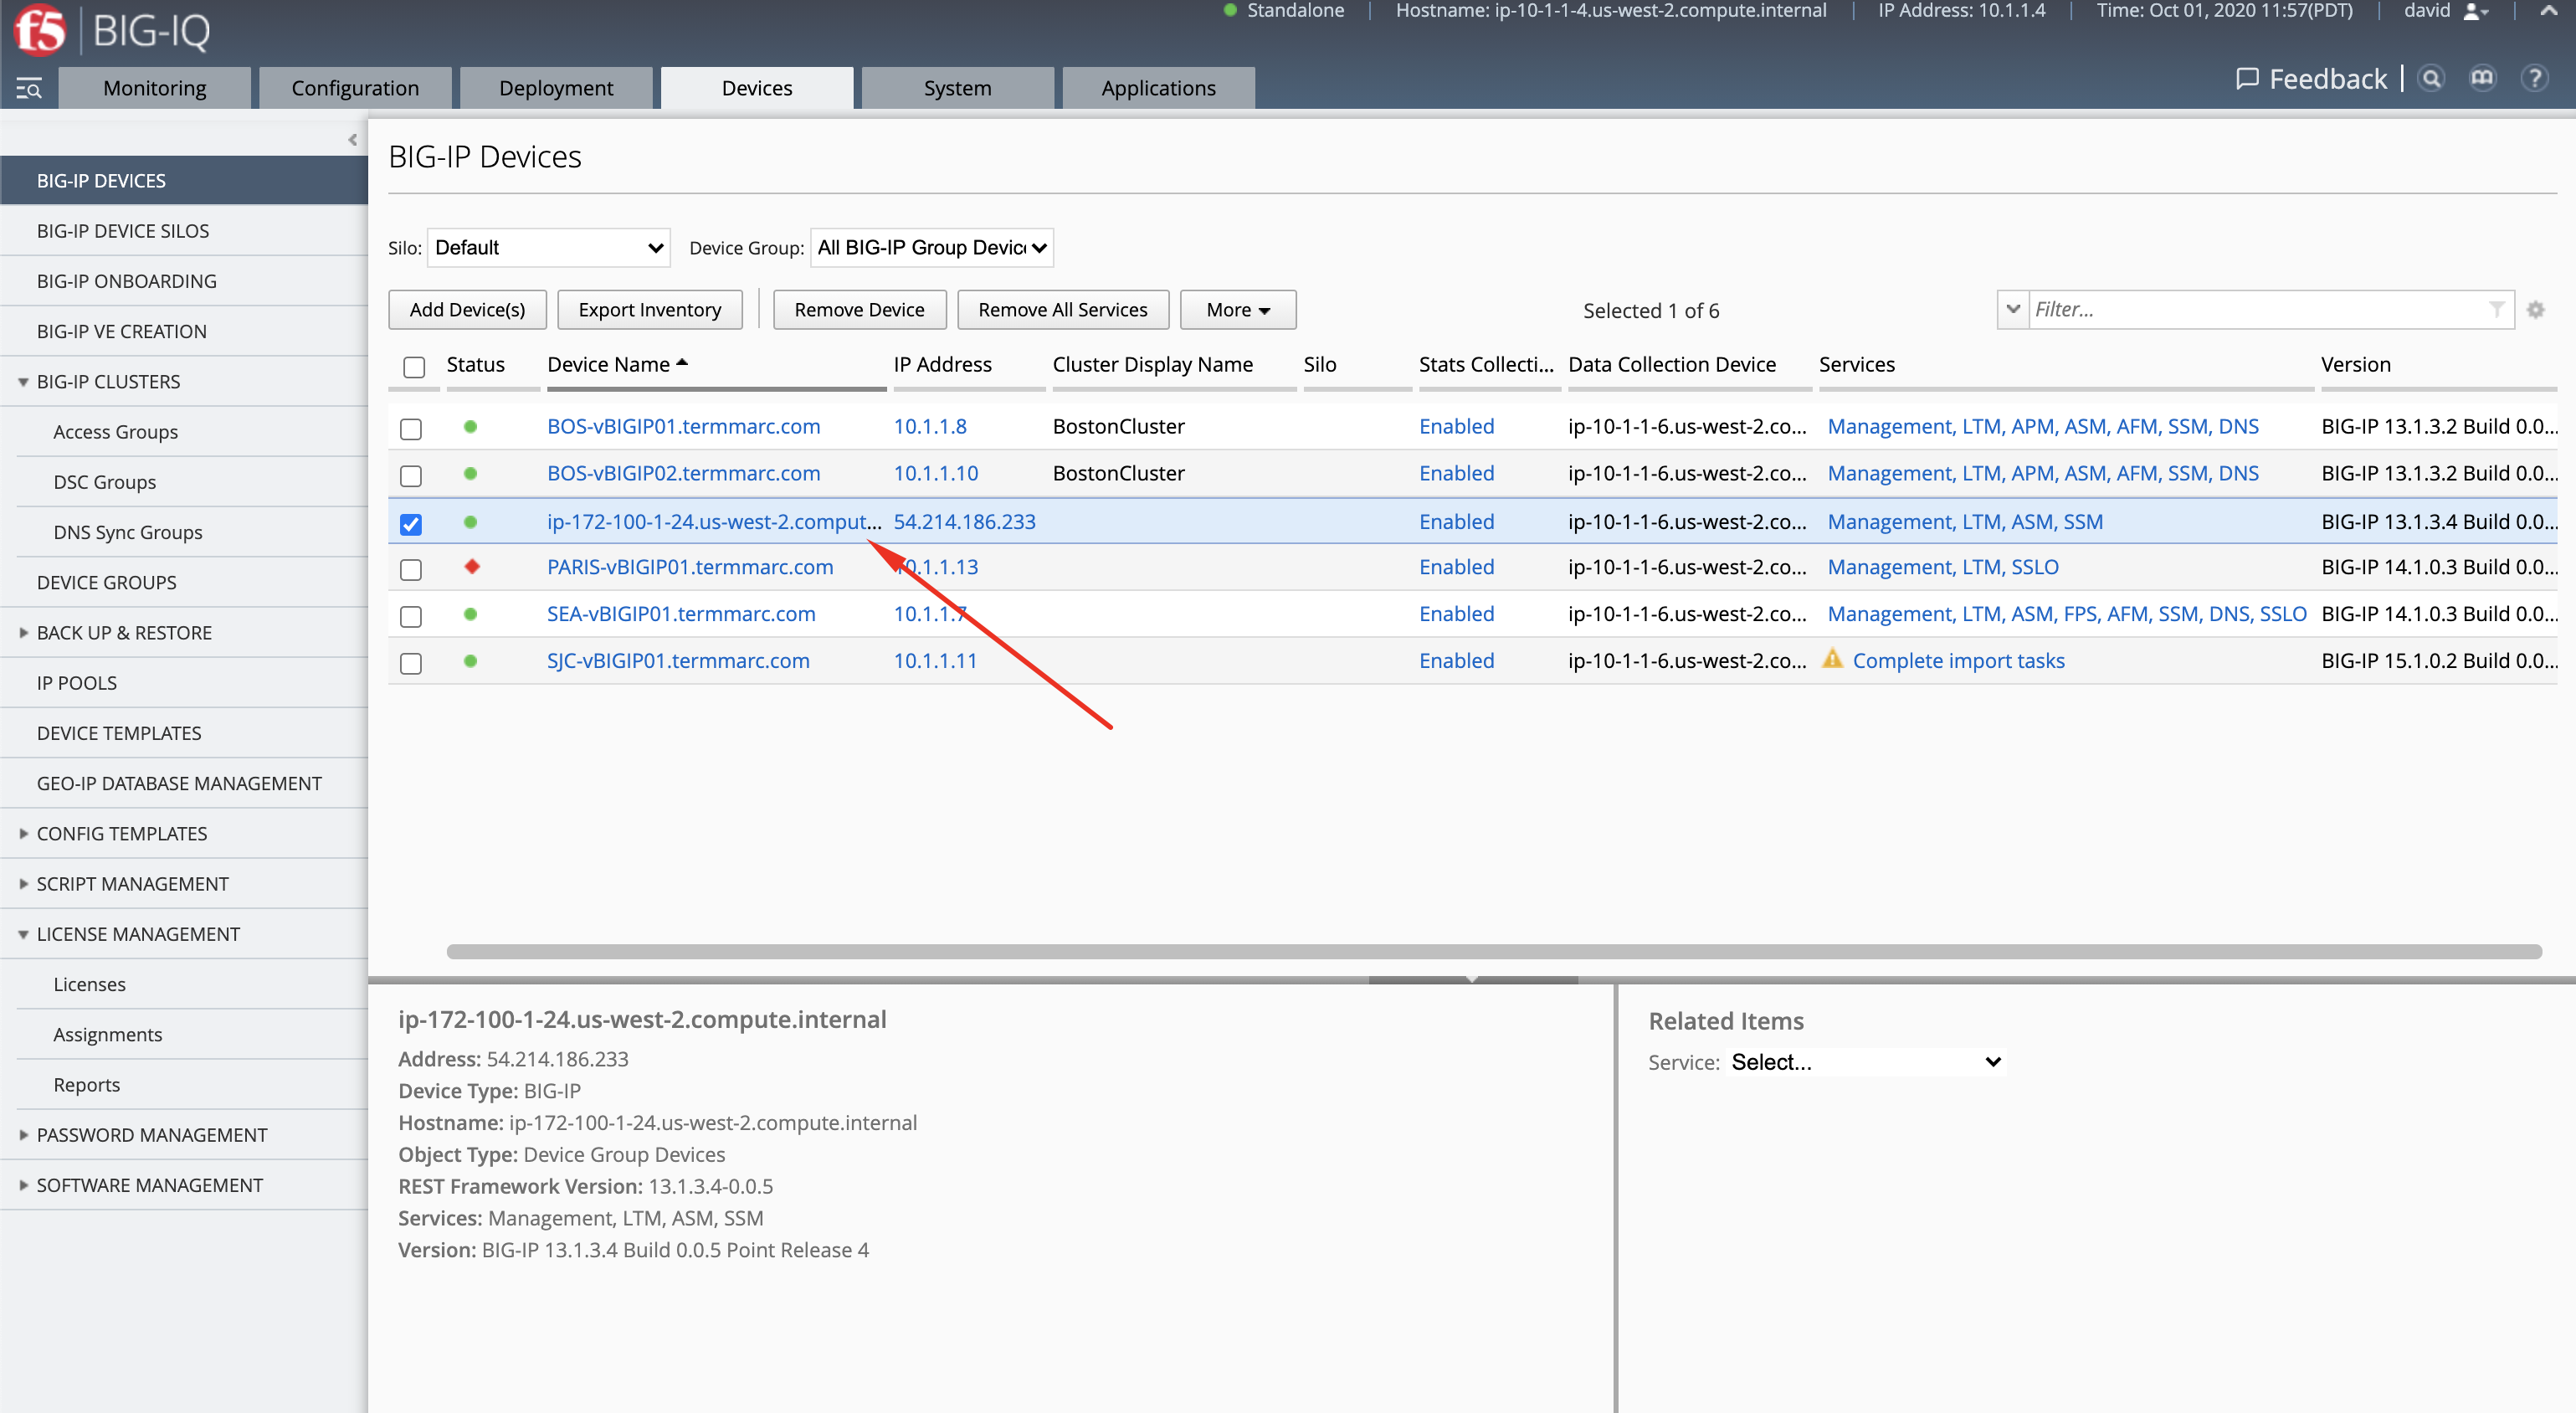 f5 BIG-IQ
Standalone | Hostname: ip-10-1-1-4.us-west-2.compute.internal | IP Address: 10.1.1.4 | Time: Oct 01, 2020 11:57(PDT) | david
Monitoring Configuration Deployment Devices System Applications
Feedback |
BIG-IP DEVICES
BIG-IP DEVICE SILOS
BIG-IP ONBOARDING
BIG-IP VE CREATION
BIG-IP CLUSTERS
Access Groups
DSC Groups
DNS Sync Groups
DEVICE GROUPS
BACK UP & RESTORE
IP POOLS
DEVICE TEMPLATES
GEO-IP DATABASE MANAGEMENT
CONFIG TEMPLATES
SCRIPT MANAGEMENT
LICENSE MANAGEMENT
Licenses
Assignments
Reports
PASSWORD MANAGEMENT
SOFTWARE MANAGEMENT
BIG-IP Devices
Silo: Default Device Group: All BIG-IP Group Devic
Add Device(s) Export Inventory Remove Device Remove All Services More Selected 1 of 6 Filter...
Status Device Name IP Address Cluster Display Name Silo Stats Collecti... Data Collection Device Services Version
BOS-vBIGIP01.termmarc.com 10.1.1.8 BostonCluster Enabled ip-10-1-1-6.us-west-2.co... Management, LTM, APM, ASM, AFM, SSM, DNS BIG-IP 13.1.3.2 Build 0.0...
BOS-vBIGIP02.termmarc.com 10.1.1.10 BostonCluster Enabled ip-10-1-1-6.us-west-2.co... Management, LTM, APM, ASM, AFM, SSM, DNS BIG-IP 13.1.3.2 Build 0.0...
ip-172-100-1-24.us-west-2.comput... 54.214.186.233 Enabled ip-10-1-1-6.us-west-2.co... Management, LTM, ASM, SSM BIG-IP 13.1.3.4 Build 0.0...
PARIS-vBIGIP01.termmarc.com 10.1.1.13 Enabled ip-10-1-1-6.us-west-2.co... Management, LTM, SSLO BIG-IP 14.1.0.3 Build 0.0...
SEA-vBIGIP01.termmarc.com 10.1.1.7 Enabled ip-10-1-1-6.us-west-2.co... Management, LTM, ASM, FPS, AFM, SSM, DNS, SSLO BIG-IP 14.1.0.3 Build 0.0...
SJC-vBIGIP01.termmarc.com 10.1.1.11 Enabled ip-10-1-1-6.us-west-2.co... Complete import tasks BIG-IP 15.1.0.2 Build 0.0...
ip-172-100-1-24.us-west-2.compute.internal
Address: 54.214.186.233
Device Type: BIG-IP
Hostname: ip-172-100-1-24.us-west-2.compute.internal
Object Type: Device Group Devices
REST Framework Version: 13.1.3.4-0.0.5
Services: Management, LTM, ASM, SSM
Version: BIG-IP 13.1.3.4 Build 0.0.5 Point Release 4
Related Items
Service: Select...